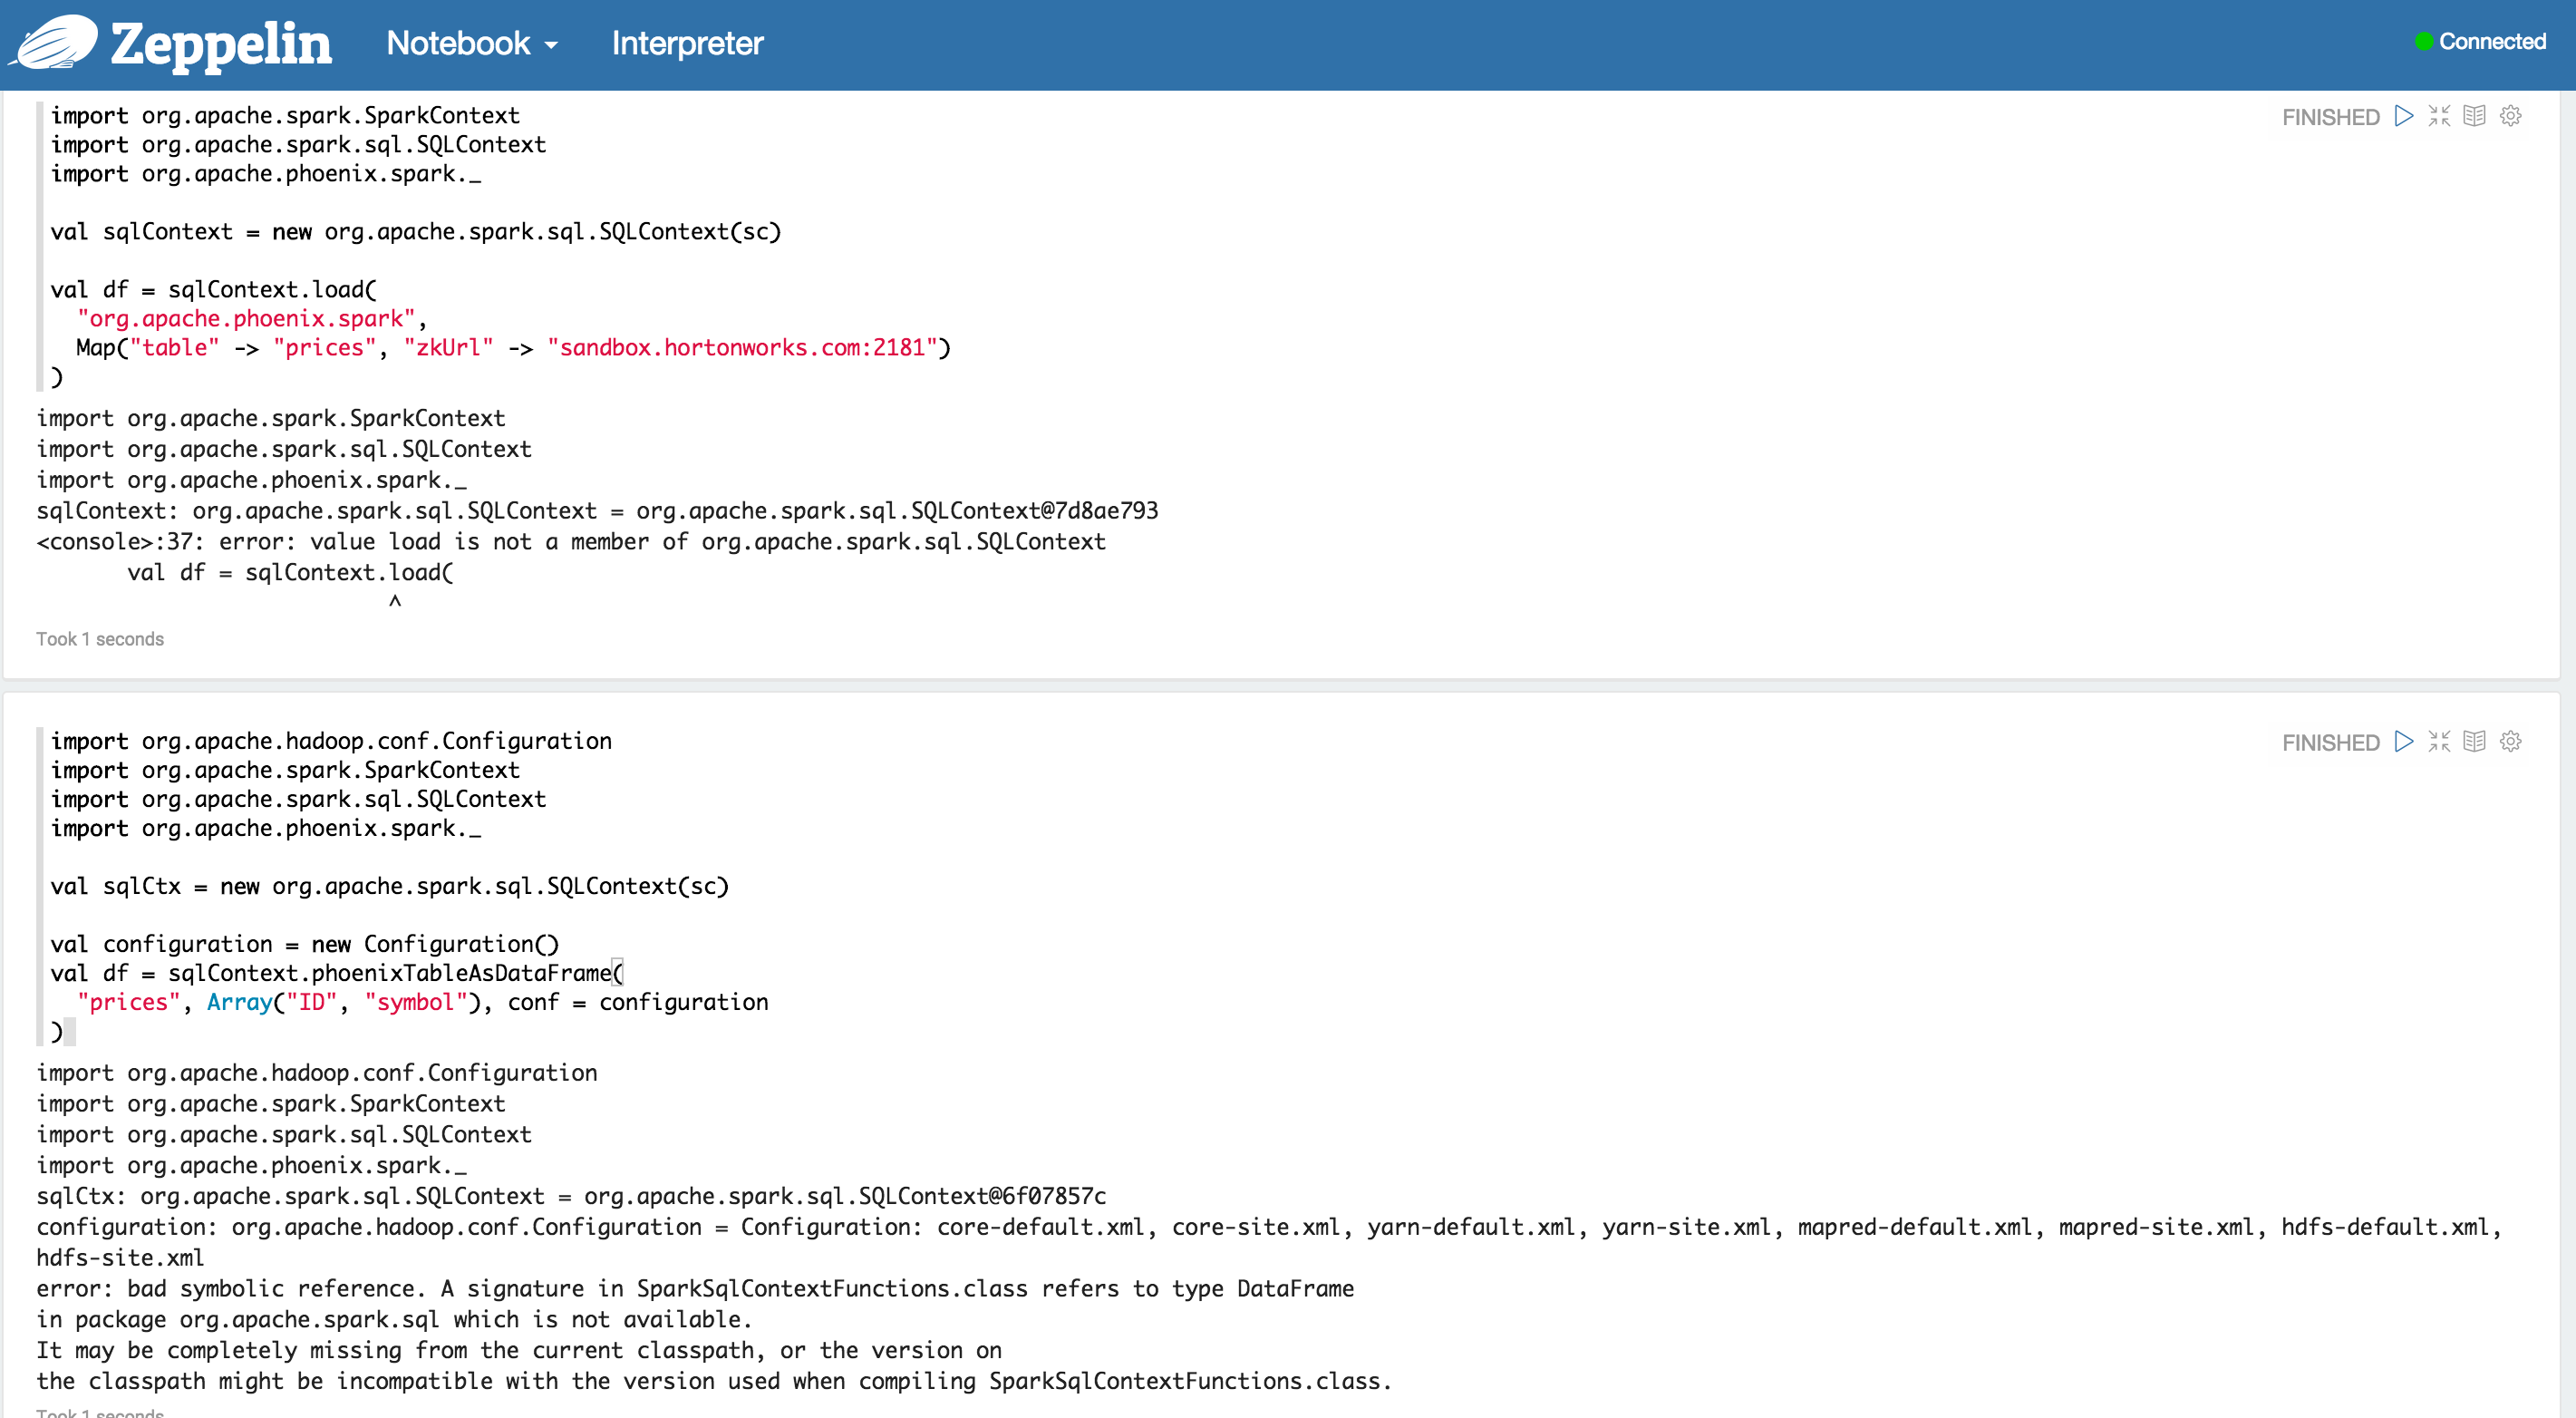 Zeppelin Notebook Interpreter Connected
import org.apache.spark.SparkContext
FINISHED
import org.apache.spark.sql.SQLContext
import org.apache.phoenix.spark._
val sqlContext = new org.apache.spark.sql.SQLContext(sc)
val df = sqlContext.load(
"org.apache.phoenix.spark",
Map("table" -> "prices", "zkUrl" -> "sandbox.hortonworks.com:2181")
)
import org.apache.spark.SparkContext
import org.apache.spark.sql.SQLContext
import org.apache.phoenix.spark._
sqlContext: org.apache.spark.sql.SQLContext = org.apache.spark.sql.SQLContext@7d8ae793
<console>:37: error: value load is not a member of org.apache.spark.sql.SQLContext
val df = sqlContext.load(
^
Took 1 seconds
import org.apache.hadoop.conf.Configuration
FINISHED
import org.apache.spark.SparkContext
import org.apache.spark.sql.SQLContext
import org.apache.phoenix.spark._
val sqlCtx = new org.apache.spark.sql.SQLContext(sc)
val configuration = new Configuration()
val df = sqlContext.phoenixTableAsDataFrame(
"prices", Array("ID", "symbol"), conf = configuration
)
import org.apache.hadoop.conf.Configuration
import org.apache.spark.SparkContext
import org.apache.spark.sql.SQLContext
import org.apache.phoenix.spark._
sqlCtx: org.apache.spark.sql.SQLContext = org.apache.spark.sql.SQLContext@6f07857c
configuration: org.apache.hadoop.conf.Configuration = Configuration: core-default.xml, core-site.xml, yarn-default.xml, yarn-site.xml, mapred-default.xml, mapred-site.xml, hdfs-default.xml,
hdfs-site.xml
error: bad symbolic reference. A signature in SparkSqlContextFunctions.class refers to type DataFrame
in package org.apache.spark.sql which is not available.
It may be completely missing from the current classpath, or the version on
the classpath might be incompatible with the version used when compiling SparkSqlContextFunctions.class.
Took 1 seconds